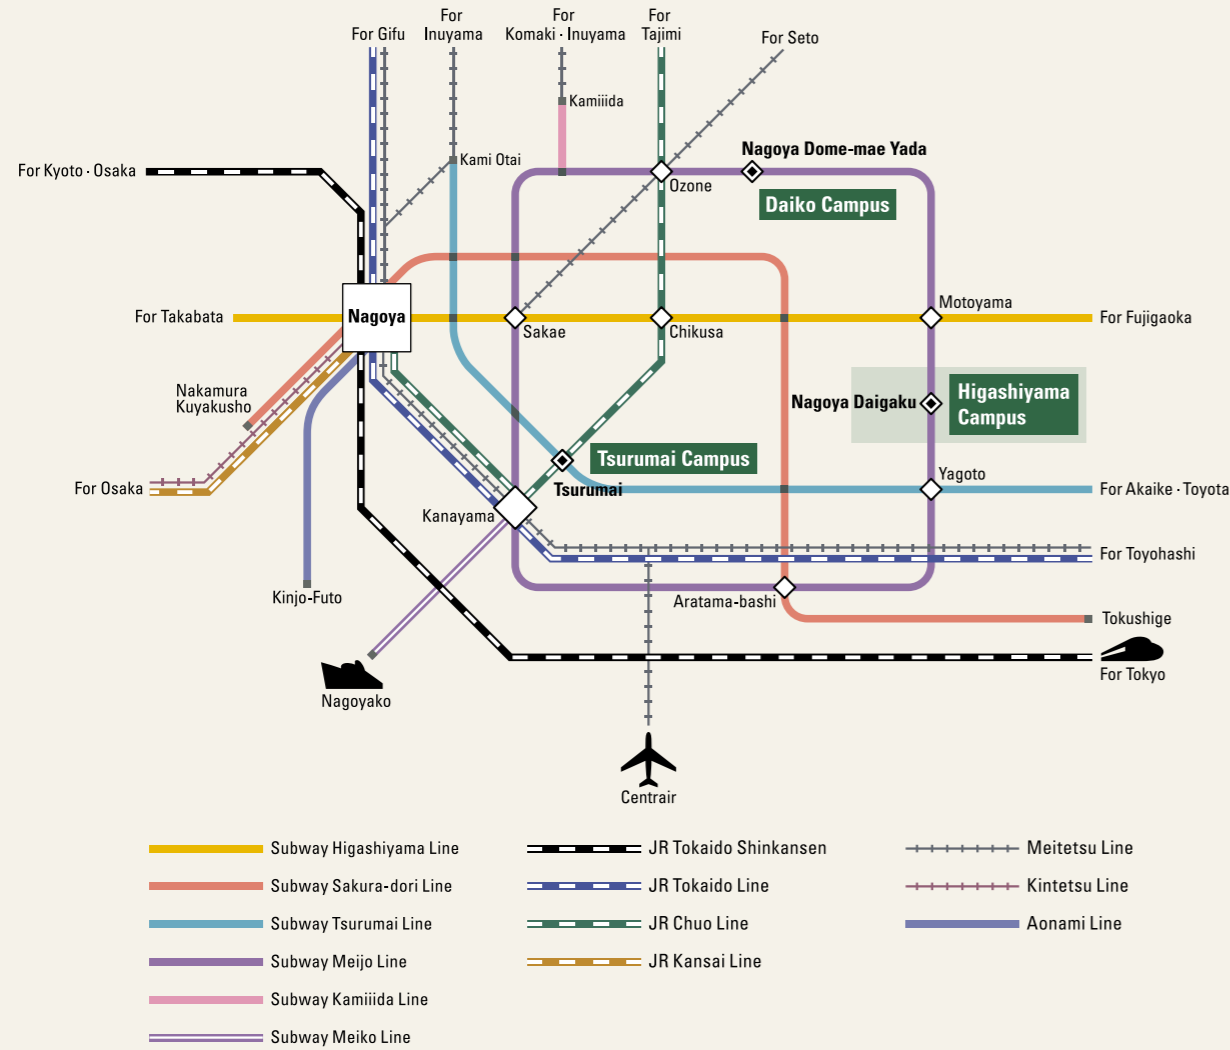 For Gifu
For
Inuyama
For
Komaki · Inuyama
For
Tajimi
For Seto
Kamiiida
Kami Otai
For Kyoto · Osaka
Nagoya Dome-mae Yada
Ozone
Daiko Campus
For Takabata
Nagoya
Sakae
Chikusa
Motoyama
For Fujigaoka
Nakamura
Kuyakusho
Nagoya Daigaku
Higashiyama
Campus
Tsurumai Campus
Tsurumai
For Osaka
Kanayama
Yagoto
For Akaike · Toyota
For Toyohashi
Kinjo-Futo
Aratama-bashi
Tokushige
For Tokyo
Nagoyako
Centrair
Subway Higashiyama Line
Subway Sakura-dori Line
Subway Tsurumai Line
Subway Meijo Line
Subway Kamiiida Line
Subway Meiko Line
JR Tokaido Shinkansen
JR Tokaido Line
JR Chuo Line
JR Kansai Line
Meitetsu Line
Kintetsu Line
Aonami Line